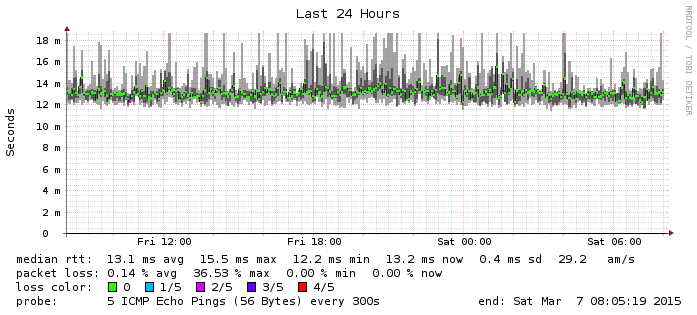 Last 24 Hours
RRDTOOL / TOBI OETIKER
Seconds
18 m
16 m
14 m
12 m
10 m
8 m
6 m
4 m
2 m
0
Fri 12:00 Fri 18:00 Sat 00:00 Sat 06:00
median rtt: 13.1 ms avg 15.5 ms max 12.2 ms min 13.2 ms now 0.4 ms sd 29.2 am/s
packet loss: 0.14 % avg 36.53 % max 0.00 % min 0.00 % now
loss color: 0 1/5 2/5 3/5 4/5
probe: 5 ICMP Echo Pings (56 Bytes) every 300s end: Sat Mar 7 08:05:19 2015